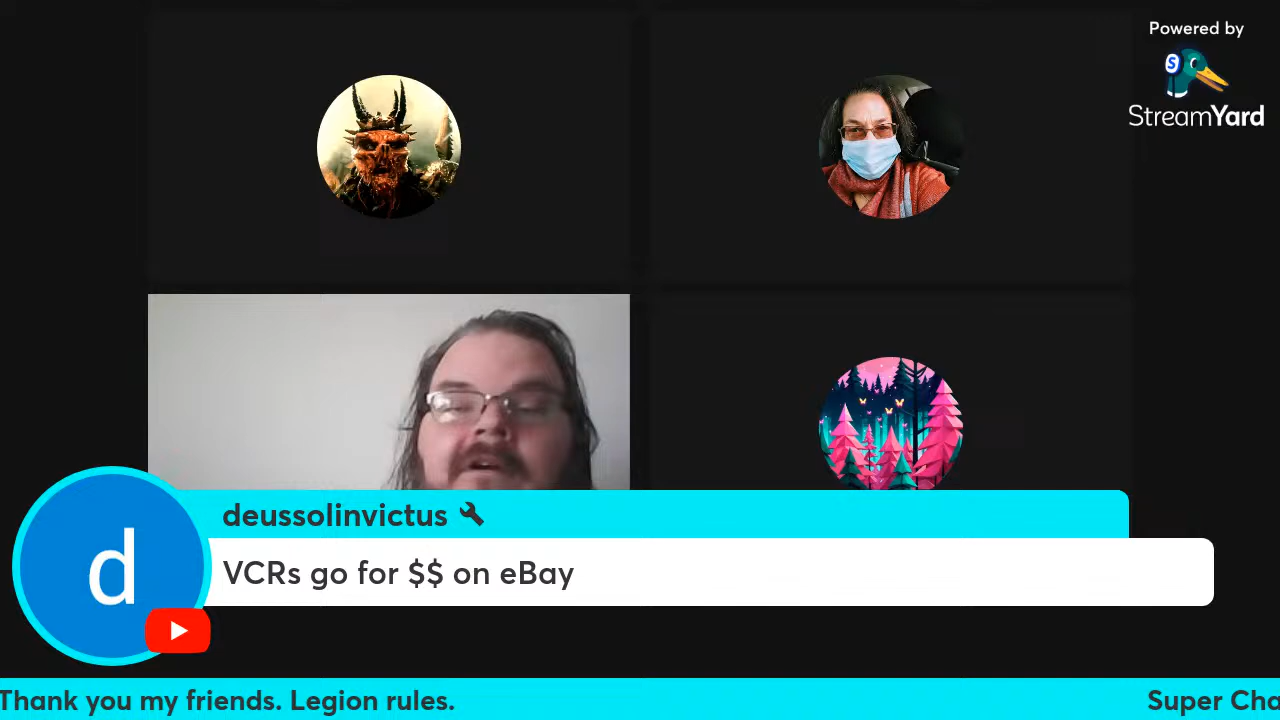 Powered by
StreamYard
deussolinvictus
VCRs go for $$ on eBay
Thank you my friends. Legion rules.
Super Cha